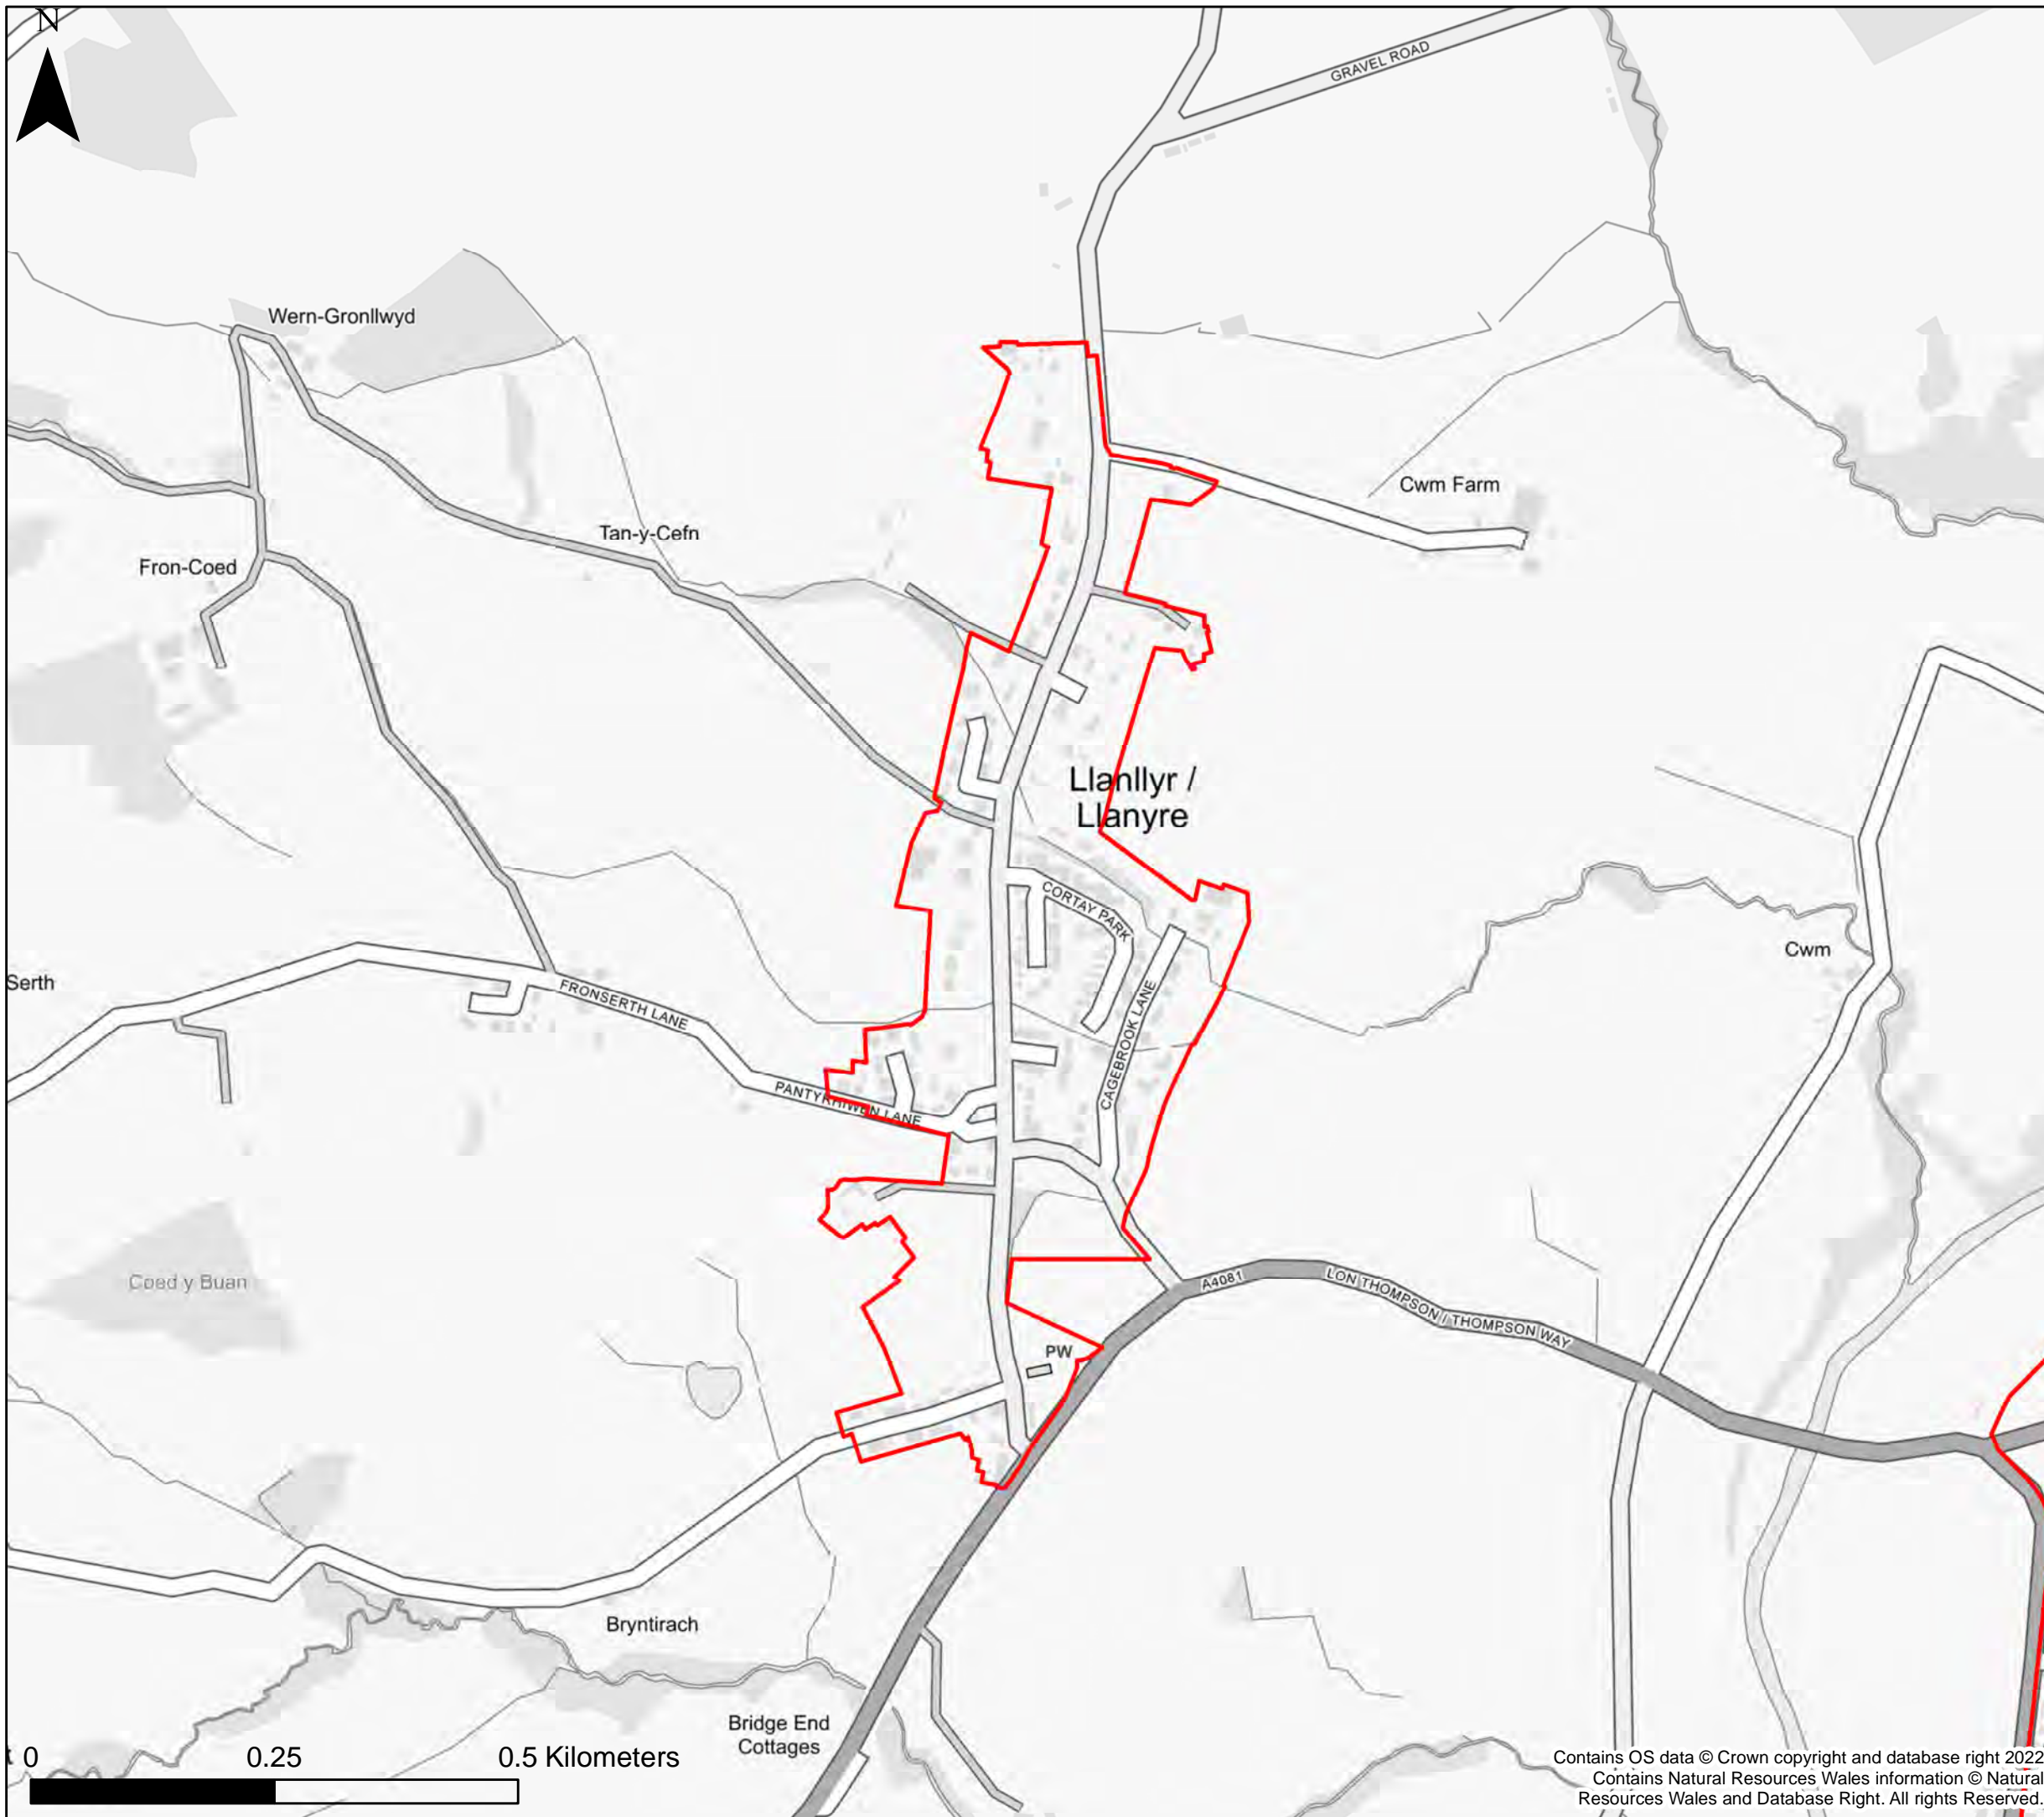 N
GRAVEL ROAD
Wern-Gronllwyd
Cwm Farm
Tan-y-Cefn
Fron-Coed
Llanllyr /
Llanyre
CORTAY PARK
Cwm
Serth
FRONSERTH LANE
CAGEBROOK LANE
PANTYRHIWEN LANE
Coed y Buan
A4081
LON THOMPSON / THOMPSON WAY
PW
Bryntirach
Bridge End
Cottages
0 0.25 0.5 Kilometers
Contains OS data © Crown copyright and database right 2022
Contains Natural Resources Wales information © Natural
Resources Wales and Database Right. All rights Reserved.